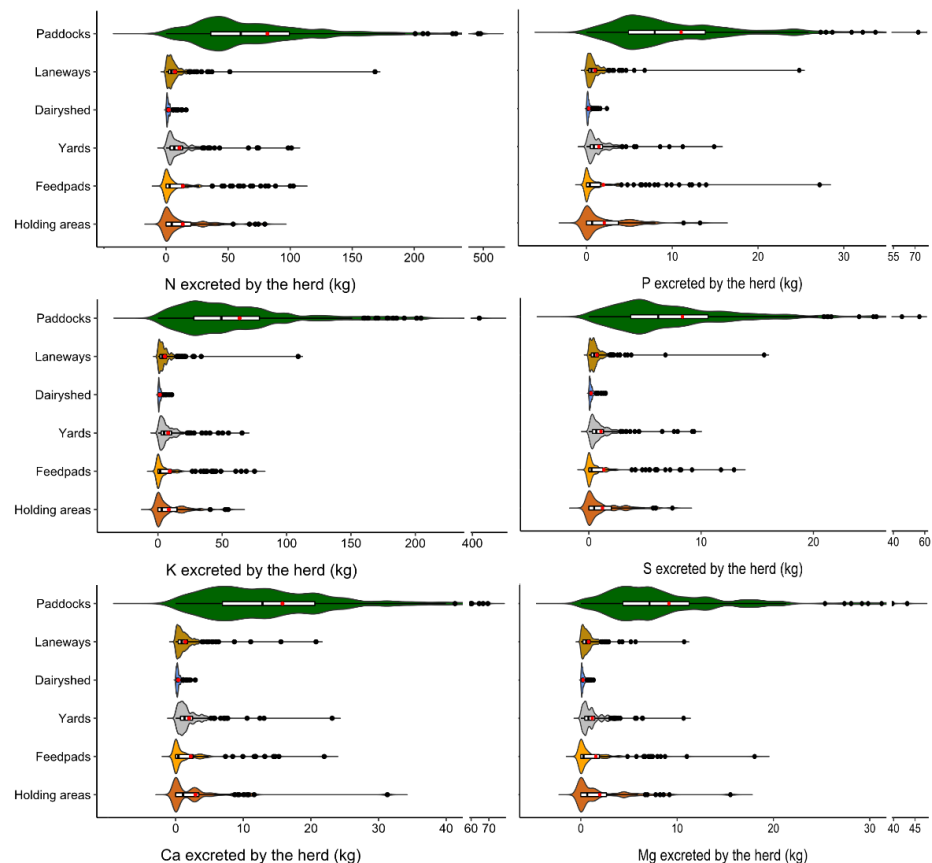 Paddocks
Laneways
Dairyshed
Yards
Feedpads
Holding areas
0 50 100 150 200 500
N excreted by the herd (kg)
0 10 20 30 55 70
P excreted by the herd (kg)
Paddocks
Laneways
Dairyshed
Yards
Feedpads
Holding areas
0 50 100 150 200 400
K excreted by the herd (kg)
0 10 20 40 60
S excreted by the herd (kg)
Paddocks
Laneways
Dairyshed
Yards
Feedpads
Holding areas
0 10 20 30 40 60 70
Ca excreted by the herd (kg)
0 10 20 30 40 45
Mg excreted by the herd (kg)